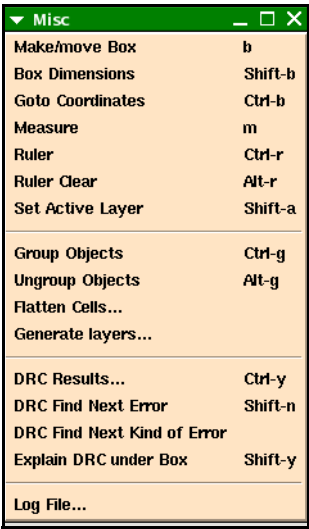 Misc
Make/move Box b
Box Dimensions Shift-b
Goto Coordinates Ctrl-b
Measure m
Ruler Ctrl-r
Ruler Clear Alt-r
Set Active Layer Shift-a
Group Objects Ctrl-g
Ungroup Objects Alt-g
Flatten Cells...
Generate layers...
DRC Results... Ctrl-y
DRC Find Next Error Shift-n
DRC Find Next Kind of Error
Explain DRC under Box Shift-y
Log File...